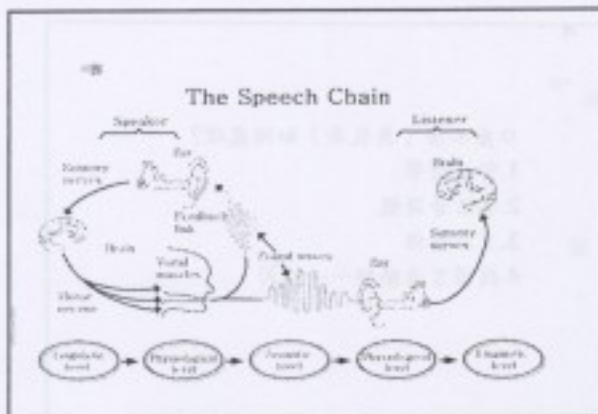 The Speech Chain
Speaker
Listener
Sensory
nerves
Ear
Brain
Feedback
link
Brain
Vocal
muscles
Sound waves
Sensory
nerves
Ear
Motor
nerves
Linguistic
level
Physiological
level
Acoustic
level
Physiological
level
Linguistic
level